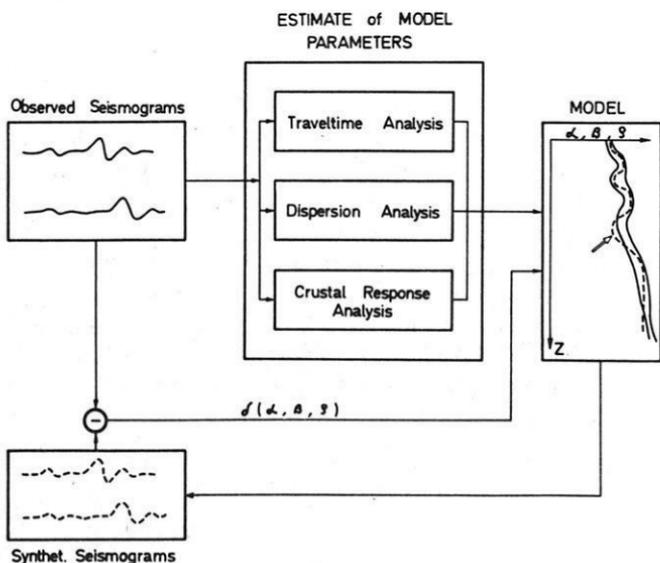 ESTIMATE of MODEL
PARAMETERS
Observed Seismograms
Traveltime Analysis
Dispersion Analysis
Crustal Response
Analysis
MODEL
α, β, ρ
Z
−
δ(α, β, ρ)
Synthet. Seismograms